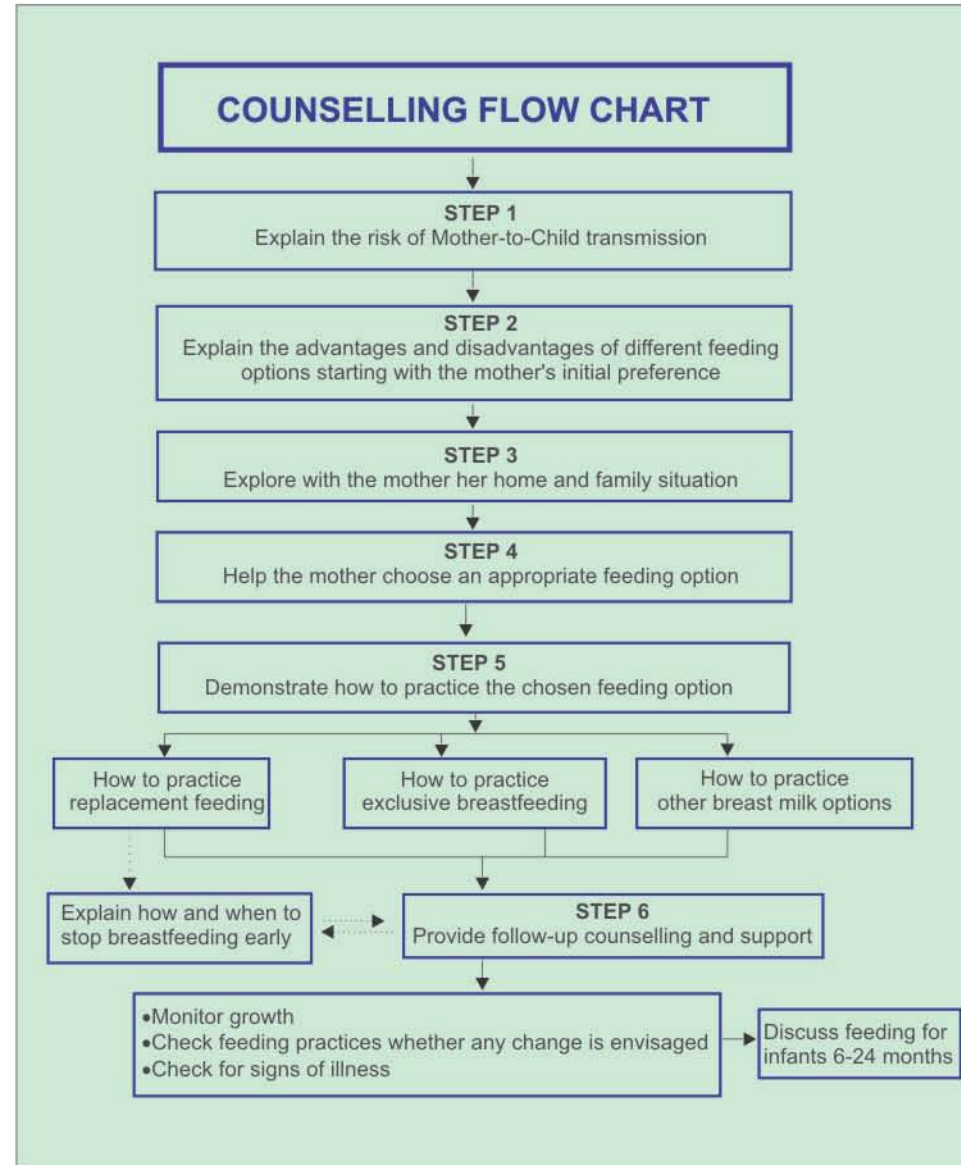 COUNSELLING FLOW CHART
STEP 1
Explain the risk of Mother-to-Child transmission
STEP 2
Explain the advantages and disadvantages of different feeding
options starting with the mother's initial preference
STEP 3
Explore with the mother her home and family situation
STEP 4
Help the mother choose an appropriate feeding option
STEP 5
Demonstrate how to practice the chosen feeding option
How to practice
replacement feeding
How to practice
exclusive breastfeeding
How to practice
other breast milk options
Explain how and when to
stop breastfeeding early
STEP 6
Provide follow-up counselling and support
•Monitor growth
•Check feeding practices whether any change is envisaged
•Check for signs of illness
Discuss feeding for
infants 6-24 months